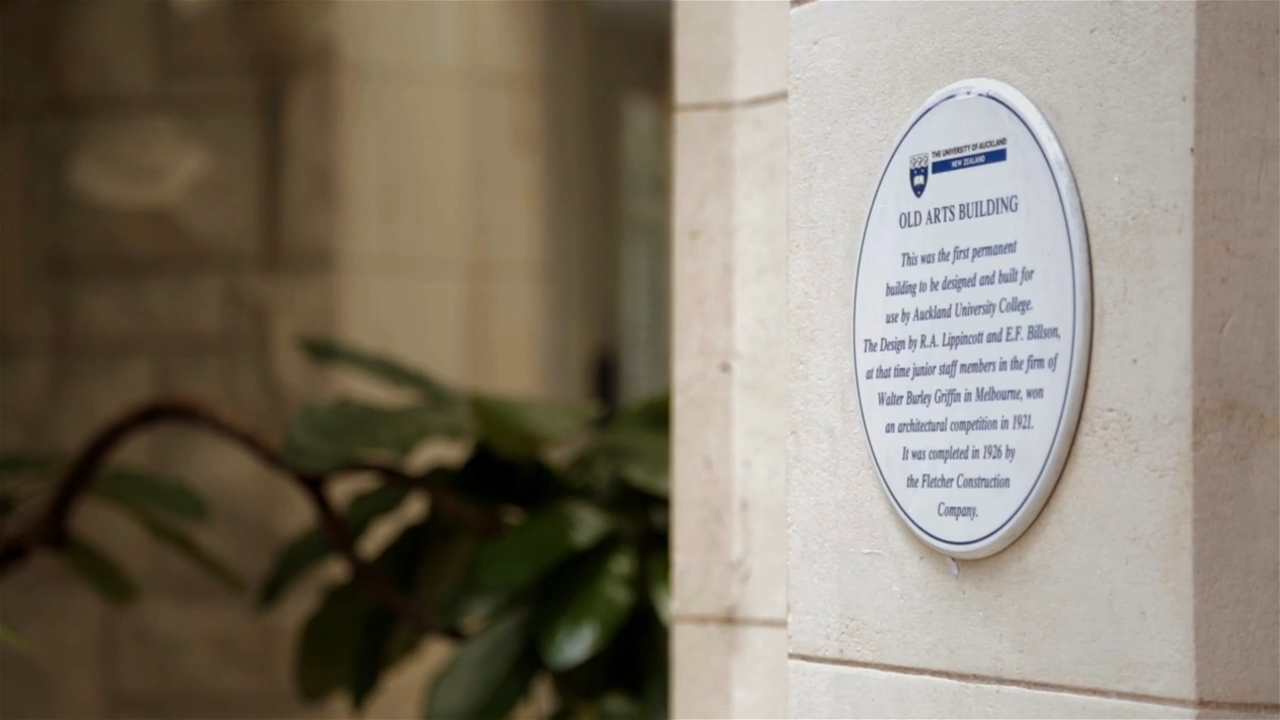 THE UNIVERSITY OF AUCKLAND
NEW ZEALAND
OLD ARTS BUILDING
This was the first permanent
building to be designed and built for
use by Auckland University College.
The Design by R.A. Lippincott and E.F. Billson,
at that time junior staff members in the firm of
Walter Burley Griffin in Melbourne, won
an architectural competition in 1921.
It was completed in 1926 by
the Fletcher Construction
Company.